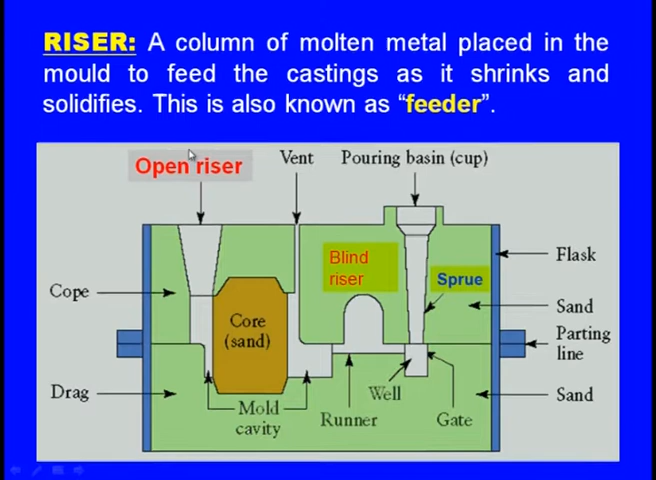 RISER: A column of molten metal placed in the
mould to feed the castings as it shrinks and
solidifies. This is also known as “feeder”.
Open riser
Vent
Pouring basin (cup)
Blind
riser
Sprue
Flask
Cope
Core
(sand)
Sand
Parting
line
Drag
Mold
cavity
Runner
Well
Gate
Sand